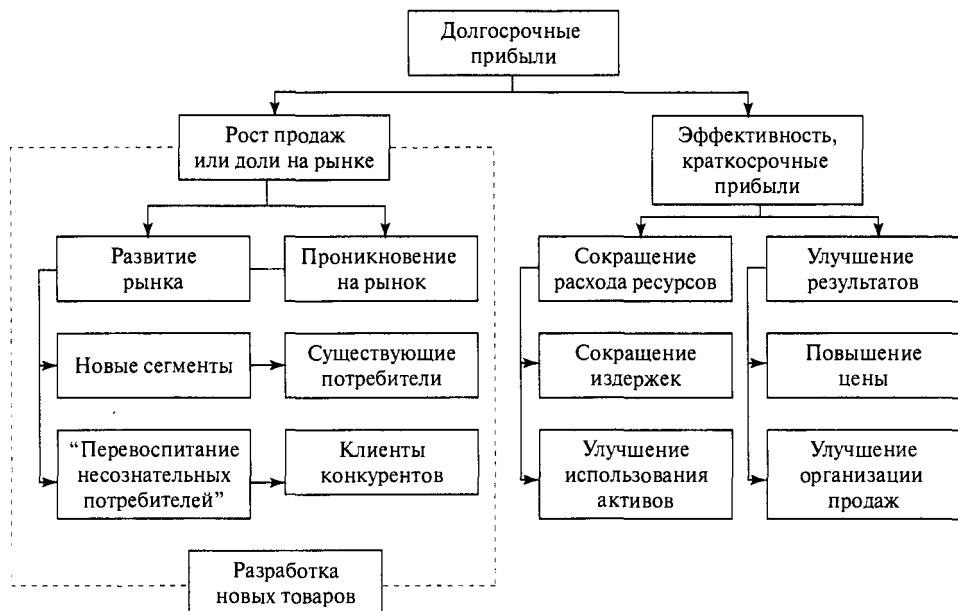 Долгосрочные
прибыли
Рост продаж
или доли на рынке
Эффективность,
краткосрочные
прибыли
Развитие
рынка
Проникновение
на рынок
Сокращение
расхода ресурсов
Улучшение
результатов
Новые сегменты
Существующие
потребители
Сокращение
издержек
Повышение
цены
“Перевоспитание
несознательных
потребителей”
Клиенты
конкурентов
Улучшение
использования
активов
Улучшение
организации
продаж
Разработка
новых товаров